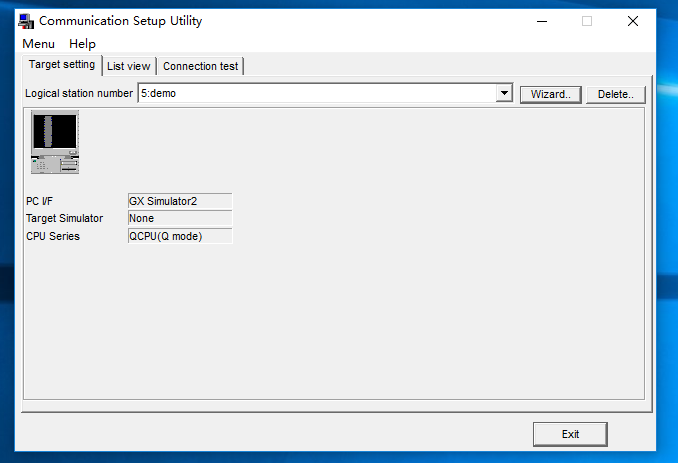 Communication Setup Utility
Menu Help
Target setting List view Connection test
Logical station number 5:demo Wizard.. Delete..
PC I/F GX Simulator2
Target Simulator None
CPU Series QCPU(Q mode)
Exit